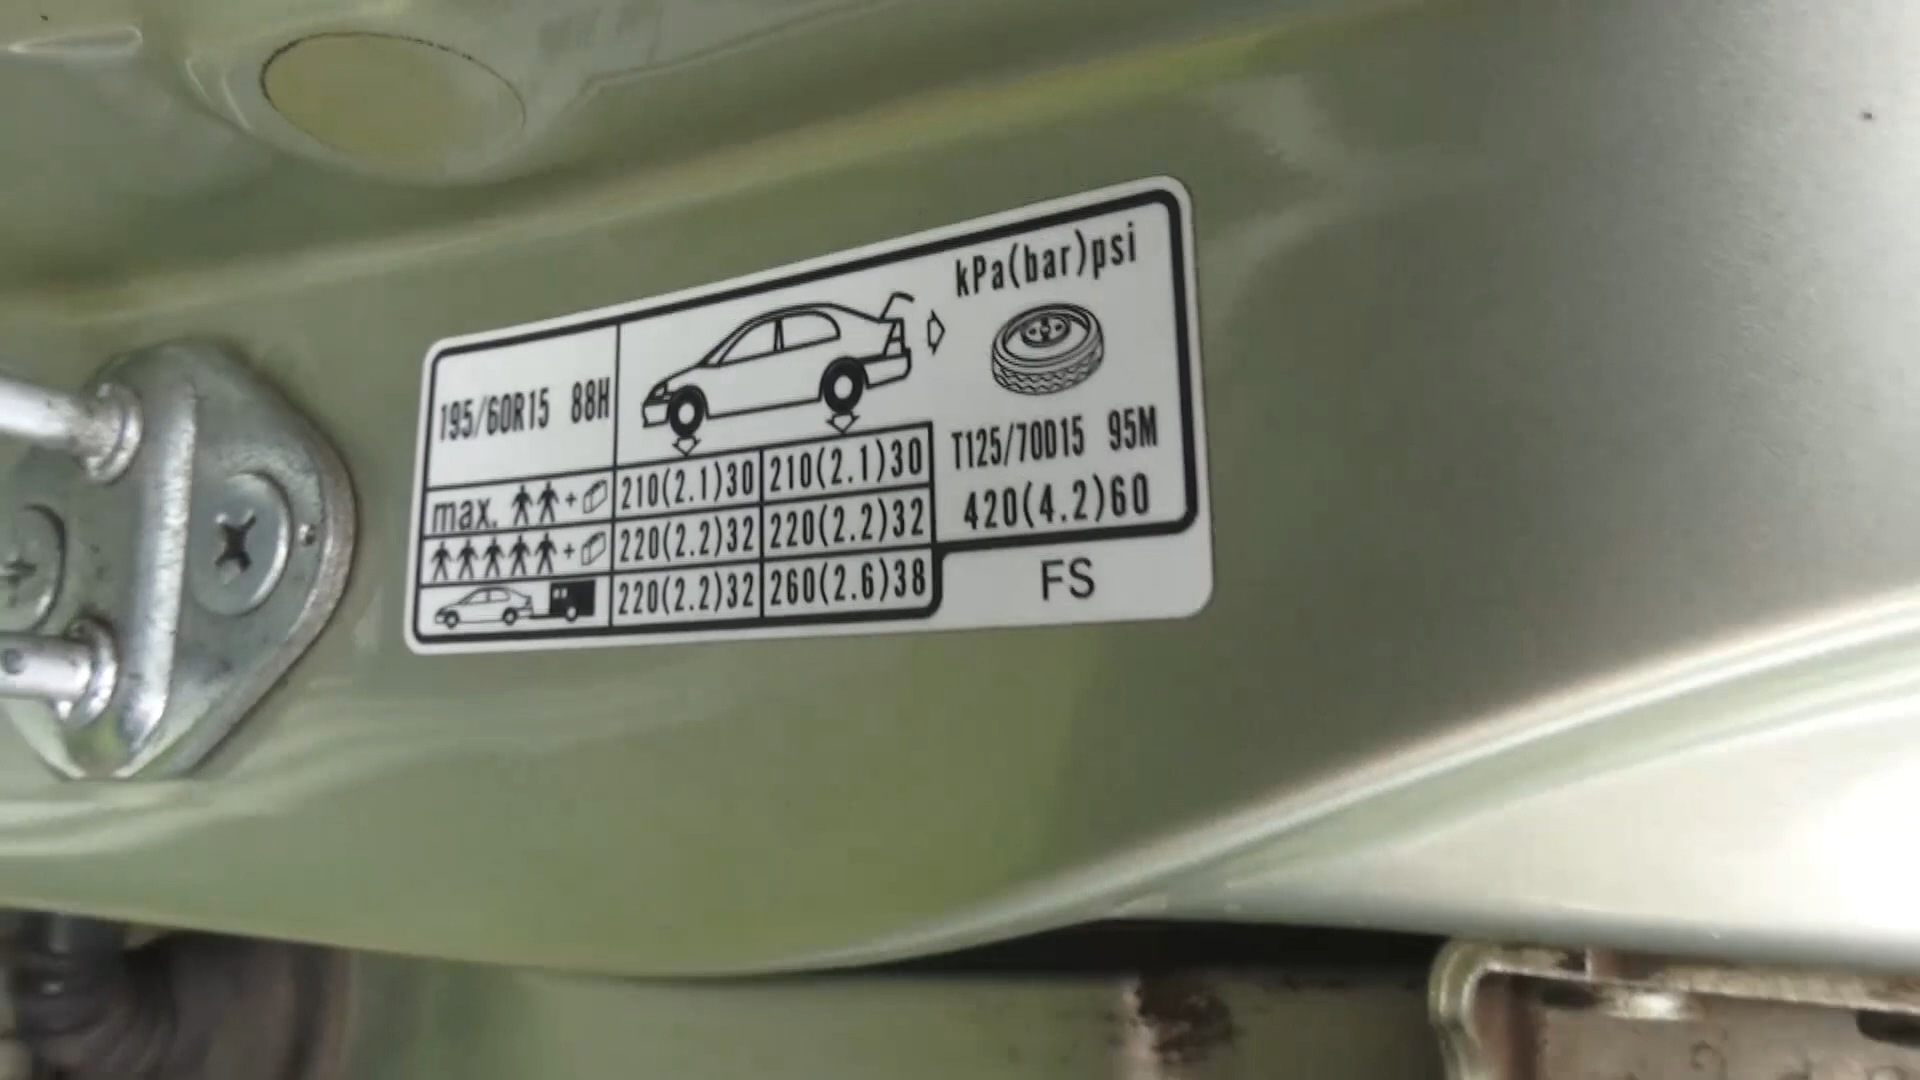 kPa(bar)psi
195/60R15 88H
T125/70D15 95M
420(4.2)60
max. + 210(2.1)30 210(2.1)30
+ 220(2.2)32 220(2.2)32
220(2.2)32 260(2.6)38
FS